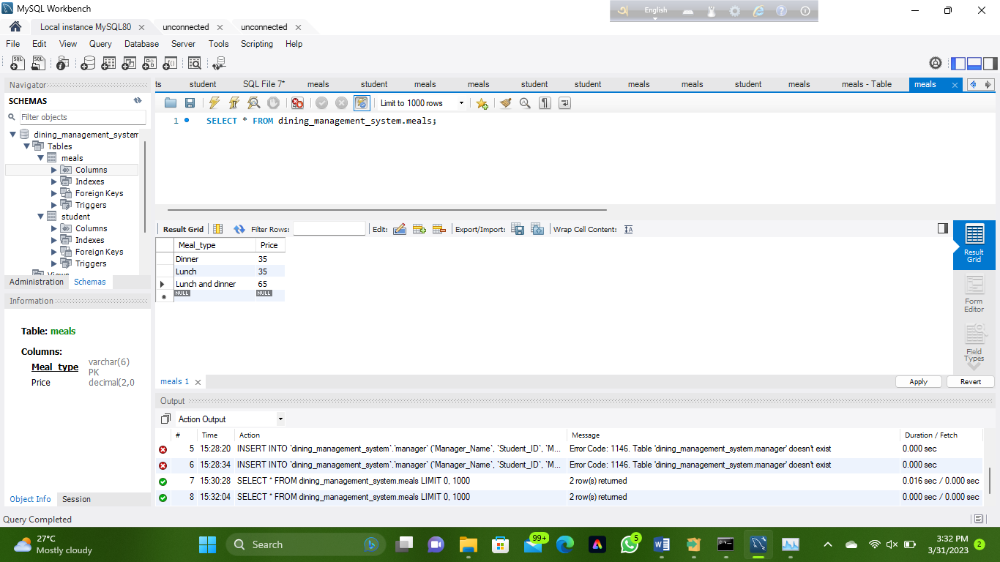 MySQL Workbench
English
Local instance MySQL80
unconnected
unconnected
File Edit View Query Database Server Tools Scripting Help
Navigator
SCHEMAS
Filter objects
dining_management_system
Tables
meals
Columns
Indexes
Foreign Keys
Triggers
student
Columns
Indexes
Foreign Keys
Triggers
Views
Administration Schemas
Information
Table: meals
Columns:
Meal_type varchar(6)
PK
Price decimal(2,0
Object Info Session
ts student SQL File 7* meals student meals meals student student meals meals student meals meals - Table meals
Limit to 1000 rows
1 SELECT * FROM dining_management_system.meals;
Result Grid Filter Rows: Edit: Export/Import: Wrap Cell Content:
Meal_type Price
Dinner 35
Lunch 35
Lunch and dinner 65
NULL NULL
Result
Grid
Form
Editor
Field
Types
meals 1
Apply Revert
Output
Action Output
# Time Action Message Duration / Fetch
5 15:28:20 INSERT INTO `dining_management_system`.`manager` (`Manager_Name`, `Student_ID`, `M... Error Code: 1146. Table 'dining_management_system.manager' doesn't exist 0.000 sec
6 15:28:34 INSERT INTO `dining_management_system`.`manager` (`Manager_Name`, `Student_ID`, `M... Error Code: 1146. Table 'dining_management_system.manager' doesn't exist 0.000 sec
7 15:30:28 SELECT * FROM dining_management_system.meals LIMIT 0, 1000 2 row(s) returned 0.016 sec / 0.000 sec
8 15:32:04 SELECT * FROM dining_management_system.meals LIMIT 0, 1000 2 row(s) returned 0.000 sec / 0.000 sec
Query Completed
27°C
Mostly cloudy
Search
99+
5
3:32 PM
3/31/2023
2